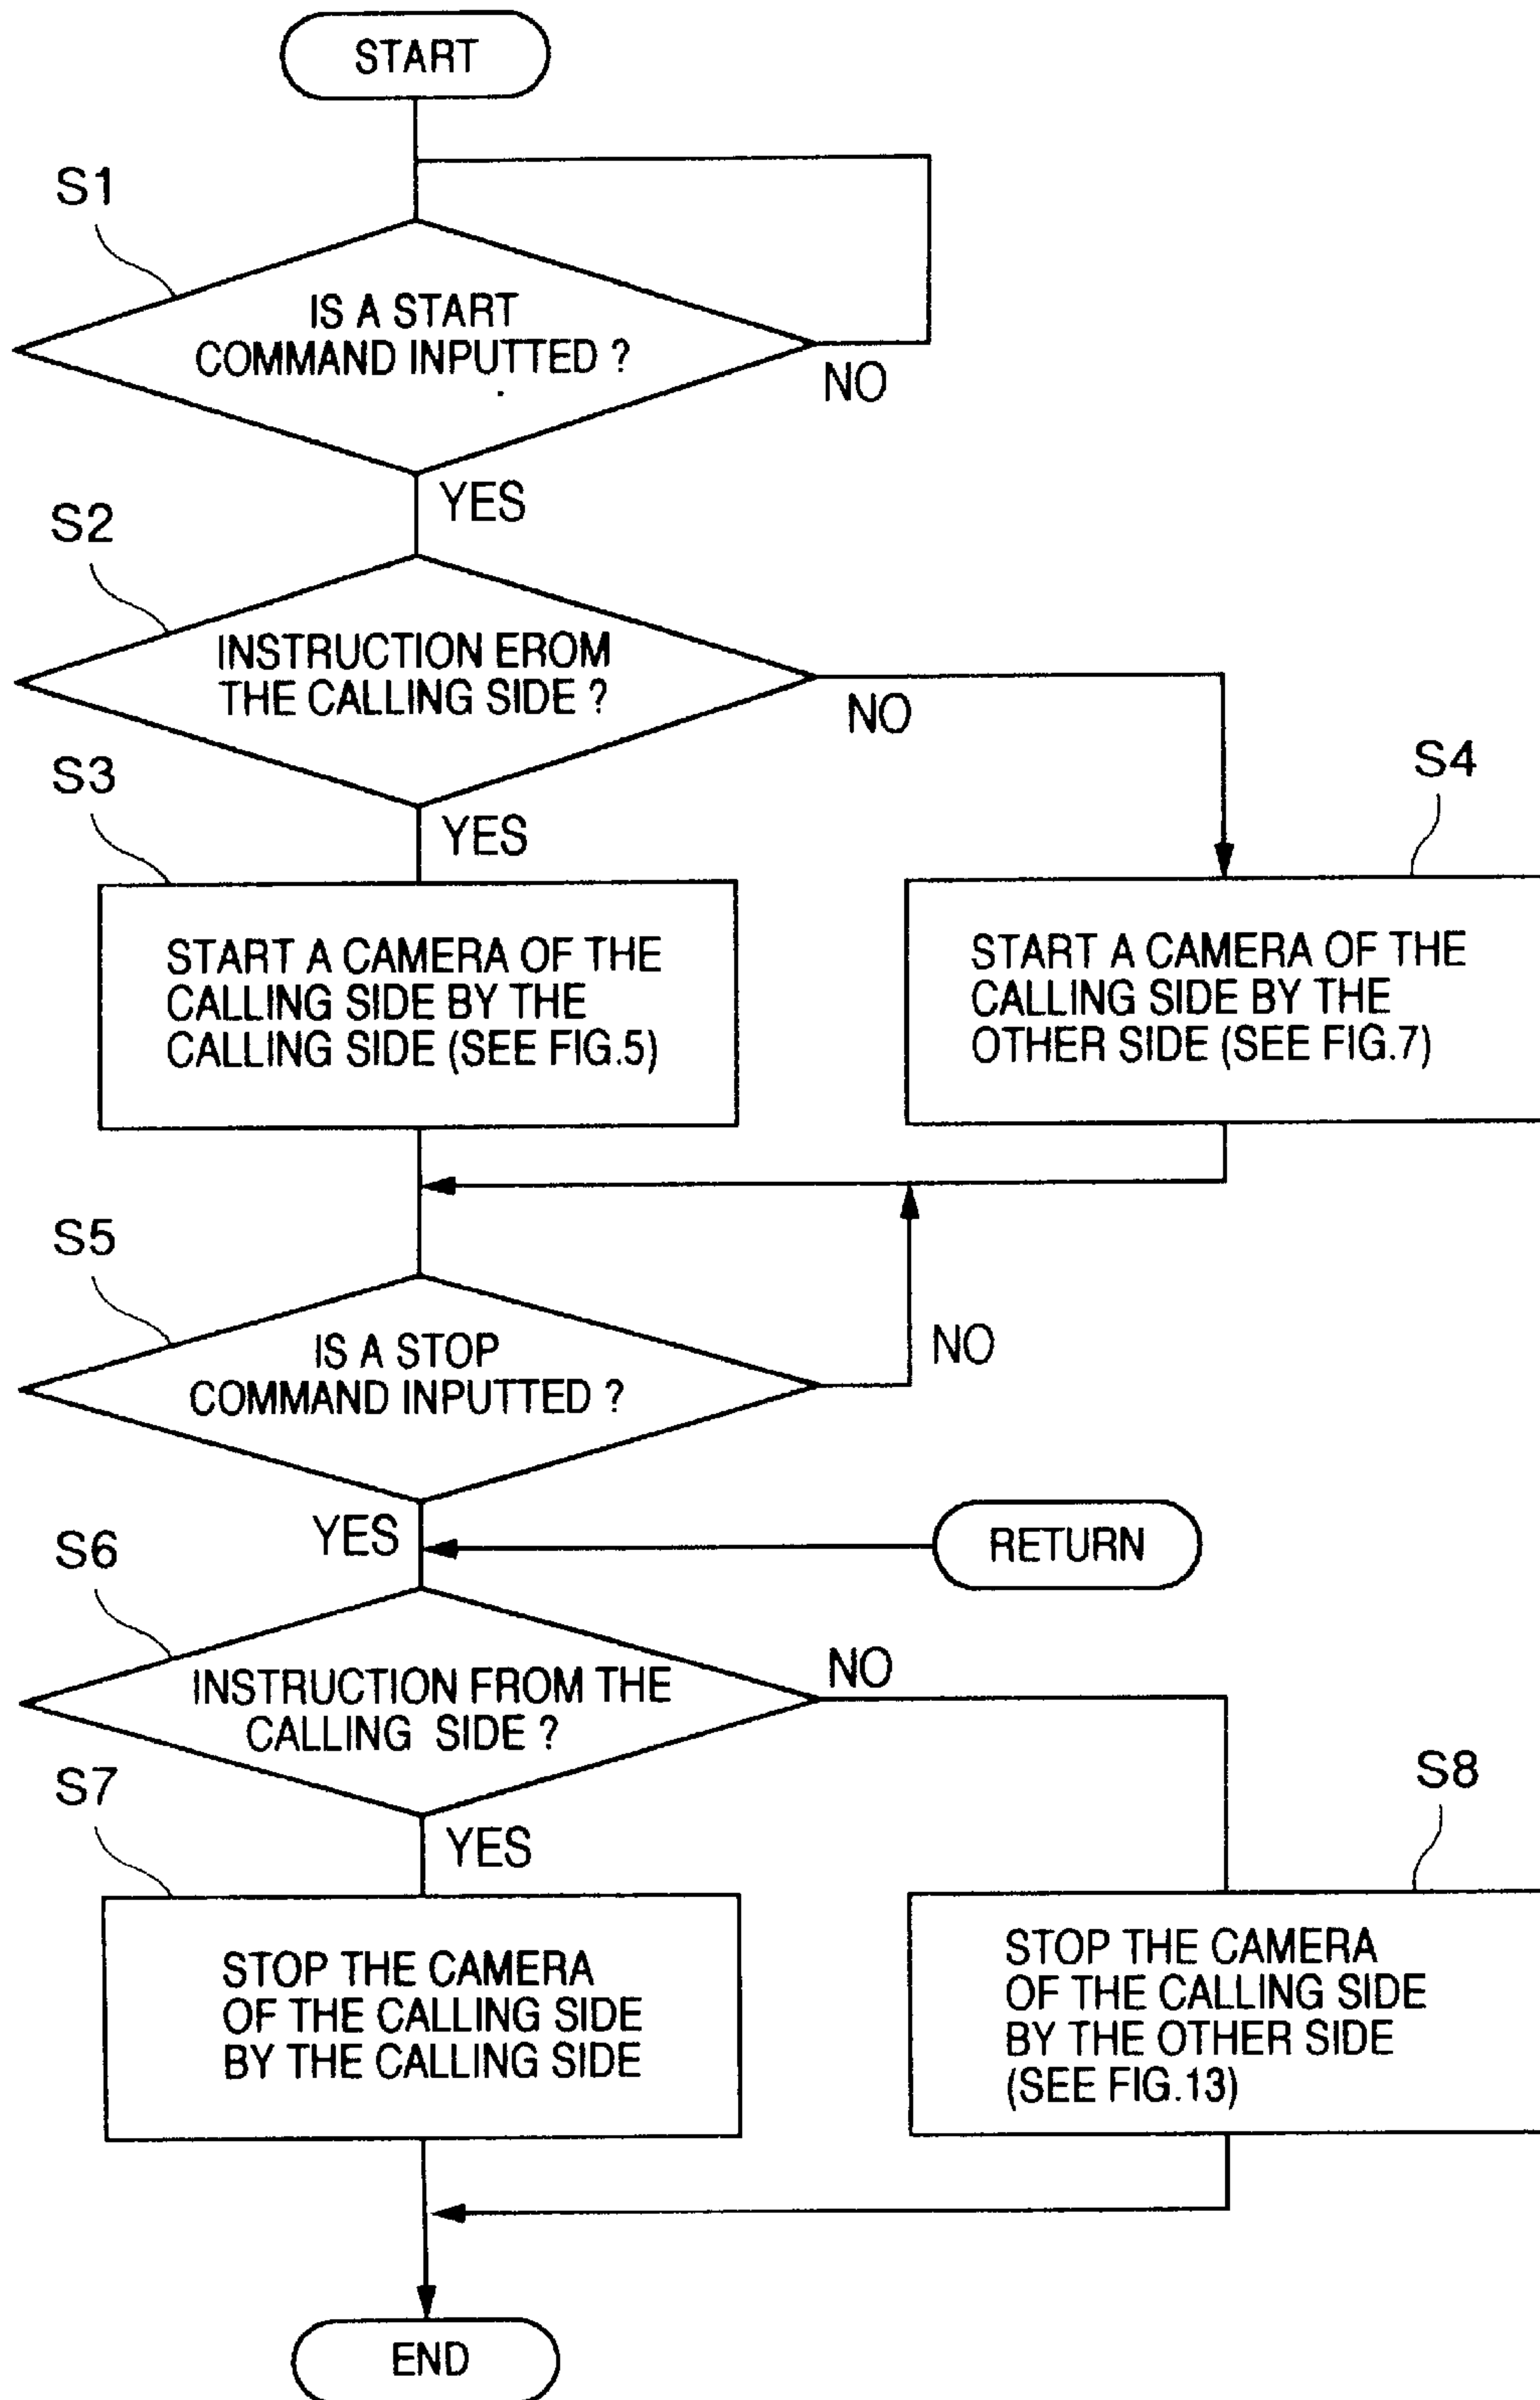 START
S1
IS A START
COMMAND INPUTTED ?
NO
YES
S2
INSTRUCTION EROM
THE CALLING SIDE ?
NO
YES
S3
START A CAMERA OF THE
CALLING SIDE BY THE
CALLING SIDE (SEE FIG.5)
S4
START A CAMERA OF THE
CALLING SIDE BY THE
OTHER SIDE (SEE FIG.7)
S5
IS A STOP
COMMAND INPUTTED ?
NO
YES
RETURN
S6
INSTRUCTION FROM THE
CALLING SIDE ?
NO
YES
S7
STOP THE CAMERA
OF THE CALLING SIDE
BY THE CALLING SIDE
S8
STOP THE CAMERA
OF THE CALLING SIDE
BY THE OTHER SIDE
(SEE FIG.13)
END